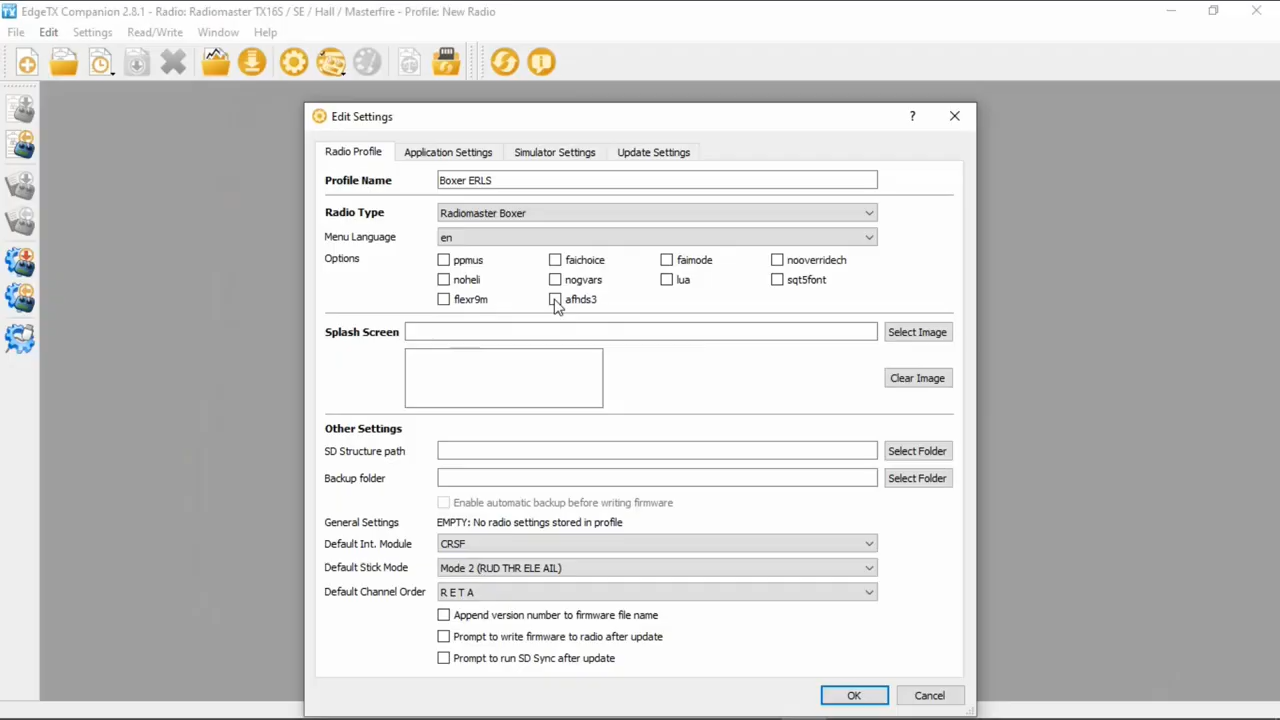 EdgeTX Companion 2.8.1 - Radio: Radiomaster TX16S / SE / Hall / Masterfire - Profile: New Radio
File Edit Settings Read/Write Window Help
Edit Settings ?
Radio Profile Application Settings Simulator Settings Update Settings
Profile Name Boxer ERLS
Radio Type Radiomaster Boxer
Menu Language en
Options ppmus faichoice faimode nooverridech
noheli nogvars lua sqt5font
flexr9m afhds3
Splash Screen Select Image
Clear Image
Other Settings
SD Structure path Select Folder
Backup folder Select Folder
Enable automatic backup before writing firmware
General Settings EMPTY: No radio settings stored in profile
Default Int. Module CRSF
Default Stick Mode Mode 2 (RUD THR ELE AIL)
Default Channel Order R E T A
Append version number to firmware file name
Prompt to write firmware to radio after update
Prompt to run SD Sync after update
OK Cancel